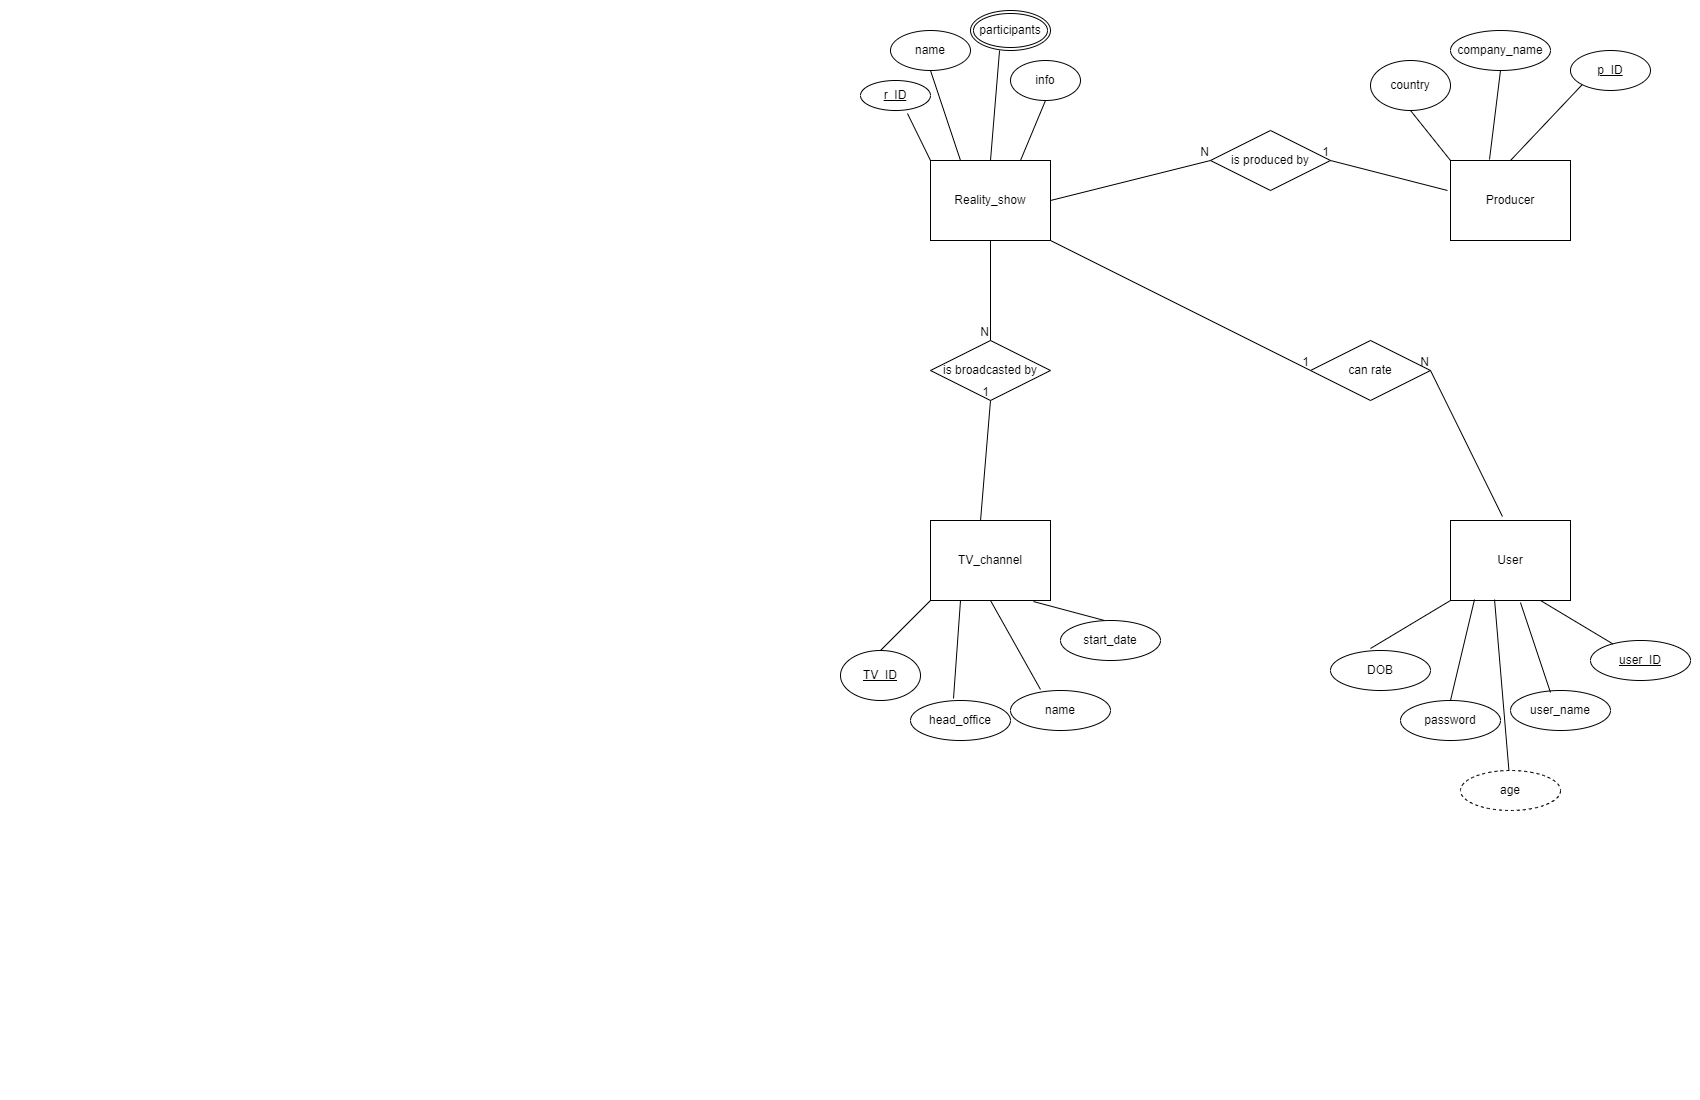 participants
name
company_name
info
p_ID
country
r_ID
N
is produced by
1
Reality_show
Producer
N
is broadcasted by
1
1
can rate
N
TV_channel
User
start_date
TV_ID
head_office
name
DOB
user_ID
password
user_name
age